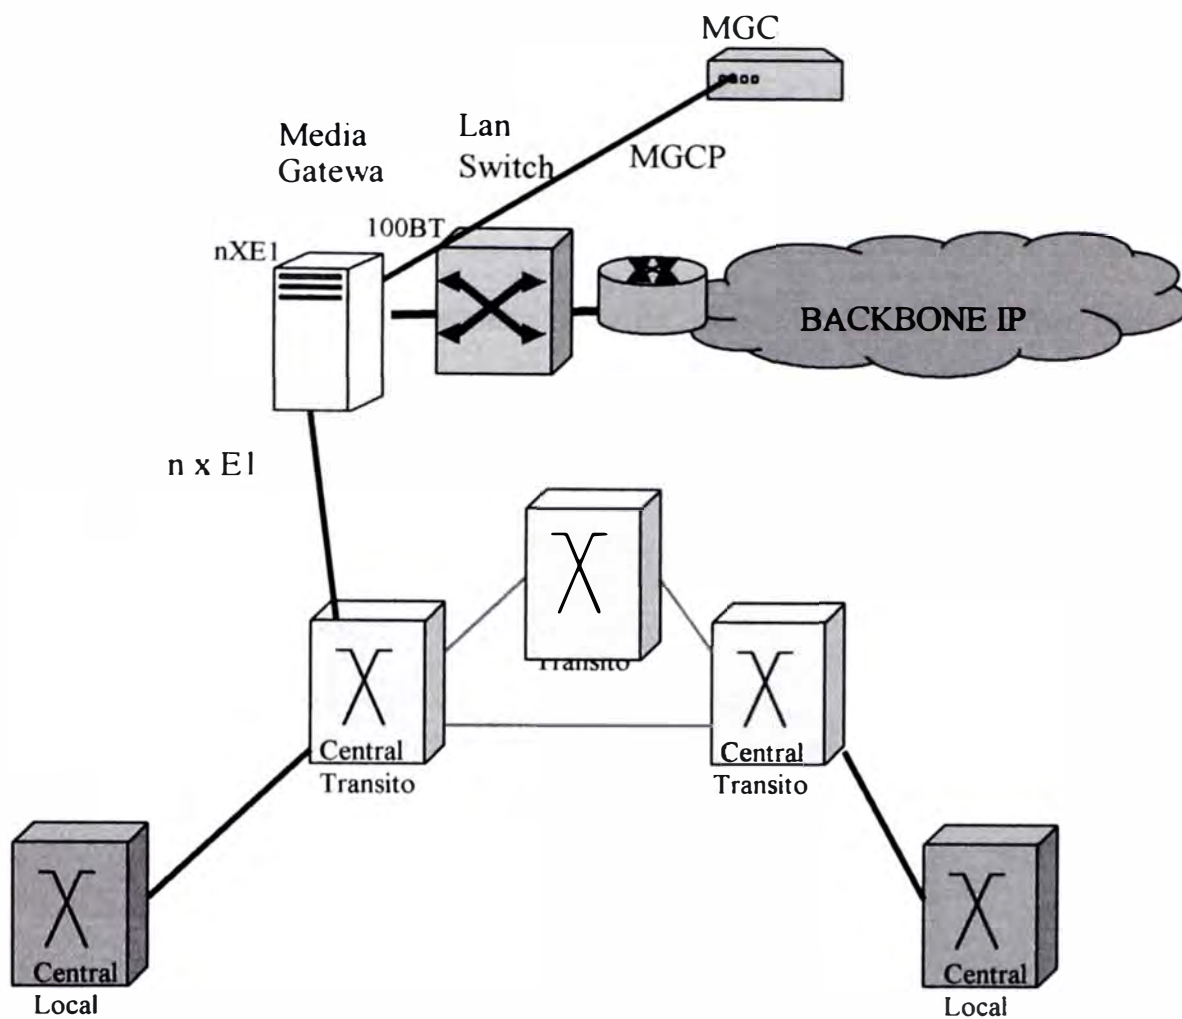 MGC
Media
Gatewa
Lan
Switch
MGCP
100BT
nXE1
BACKBONE IP
n x E1
Transito
Central
Transito
Central
Transito
Central
Local
Central
Local